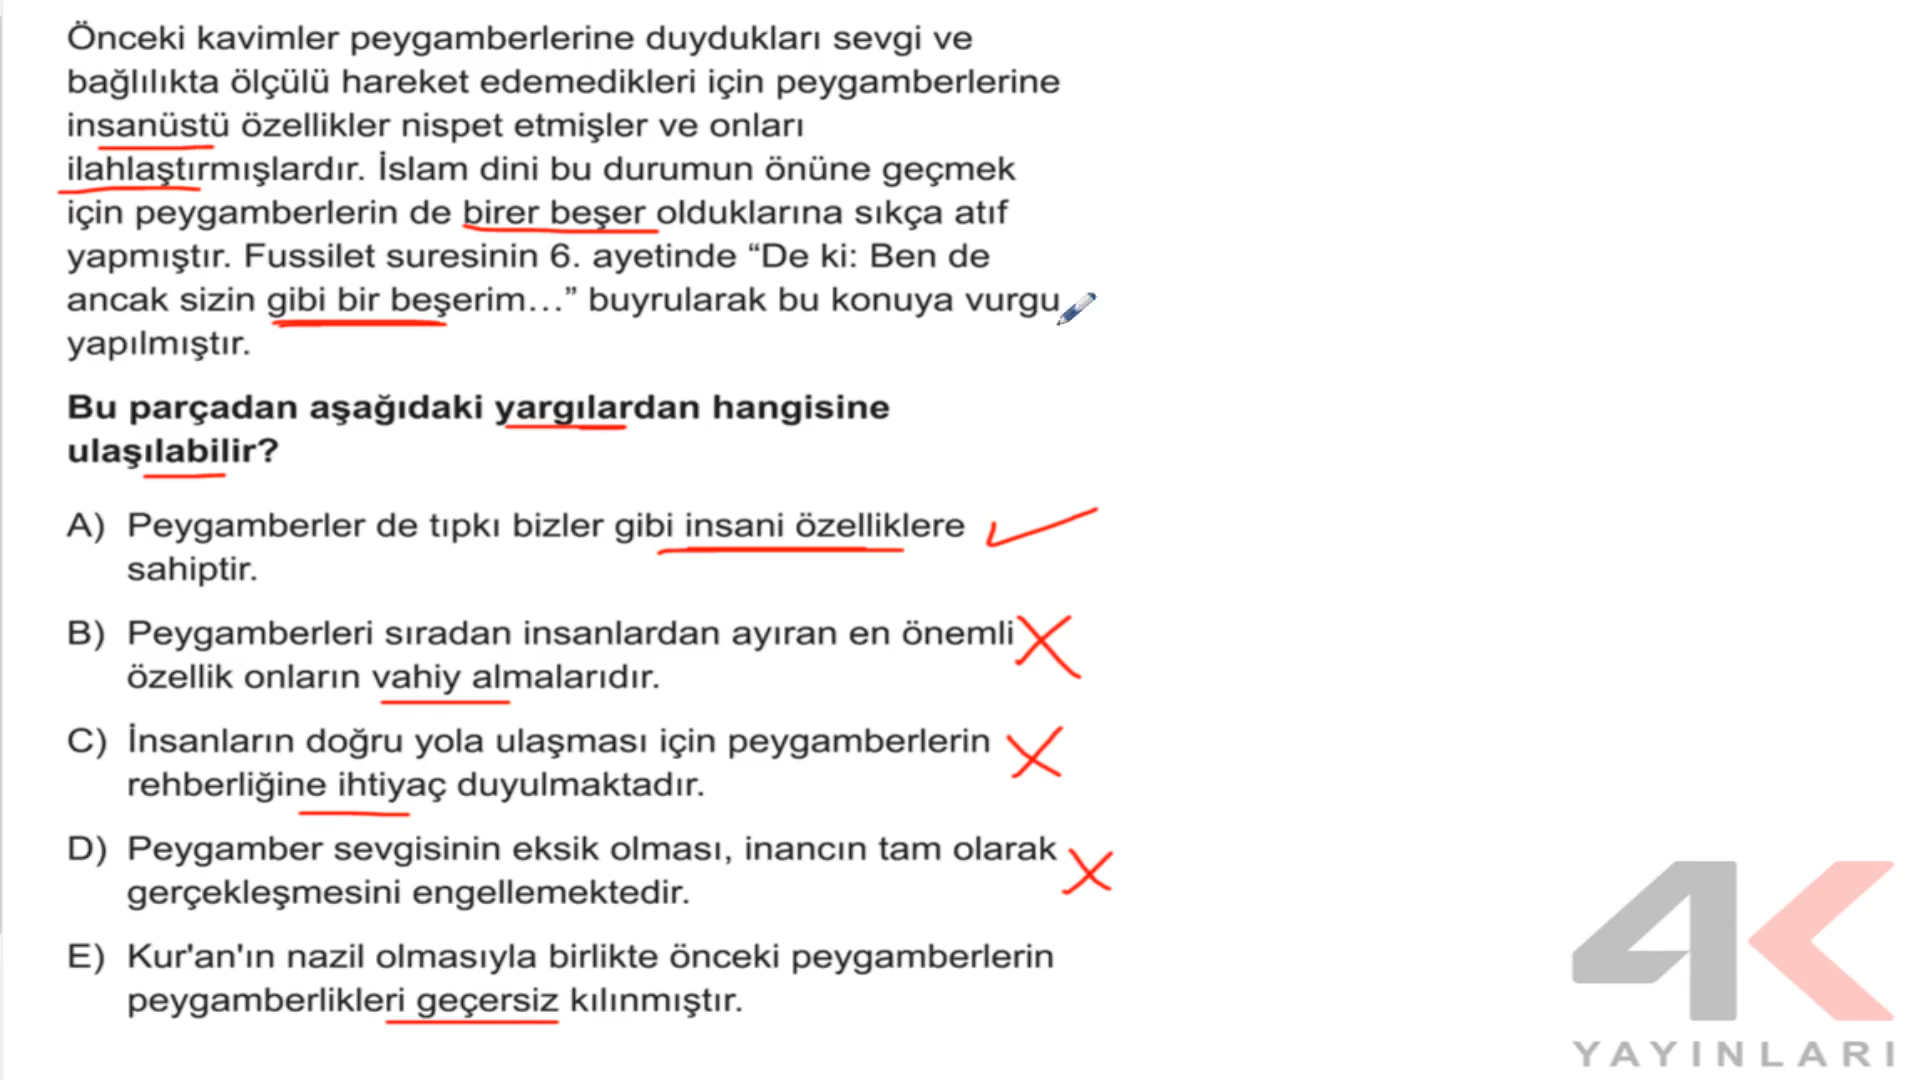 Önceki kavimler peygamberlerine duydukları sevgi ve
bağlılıkta ölçülü hareket edemedikleri için peygamberlerine
insanüstü özellikler nispet etmişler ve onları
ilahlaştırmışlardır. İslam dini bu durumun önüne geçmek
için peygamberlerin de birer beşer olduklarına sıkça atıf
yapmıştır. Fussilet suresinin 6. ayetinde “De ki: Ben de
ancak sizin gibi bir beşerim…” buyrularak bu konuya vurgu
yapılmıştır.
Bu parçadan aşağıdaki yargılardan hangisine
ulaşılabilir?
A) Peygamberler de tıpkı bizler gibi insani özelliklere
sahiptir.
B) Peygamberleri sıradan insanlardan ayıran en önemli
özellik onların vahiy almalarıdır.
C) İnsanların doğru yola ulaşması için peygamberlerin
rehberliğine ihtiyaç duyulmaktadır.
D) Peygamber sevgisinin eksik olması, inancın tam olarak
gerçekleşmesini engellemektedir.
E) Kur'an'ın nazil olmasıyla birlikte önceki peygamberlerin
peygamberlikleri geçersiz kılınmıştır.
4K
YAYINLARI